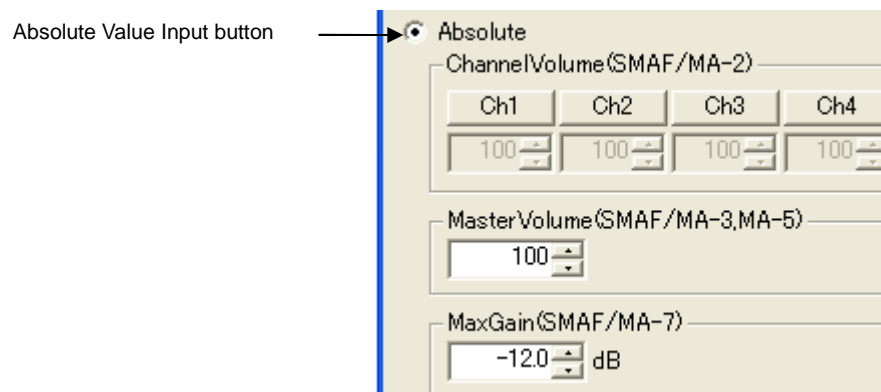 Absolute Value Input button
Absolute
ChannelVolume(SMAF/MA-2)
Ch1 Ch2 Ch3 Ch4
100 100 100 100
MasterVolume(SMAF/MA-3,MA-5)
100
MaxGain(SMAF/MA-7)
-12.0 dB